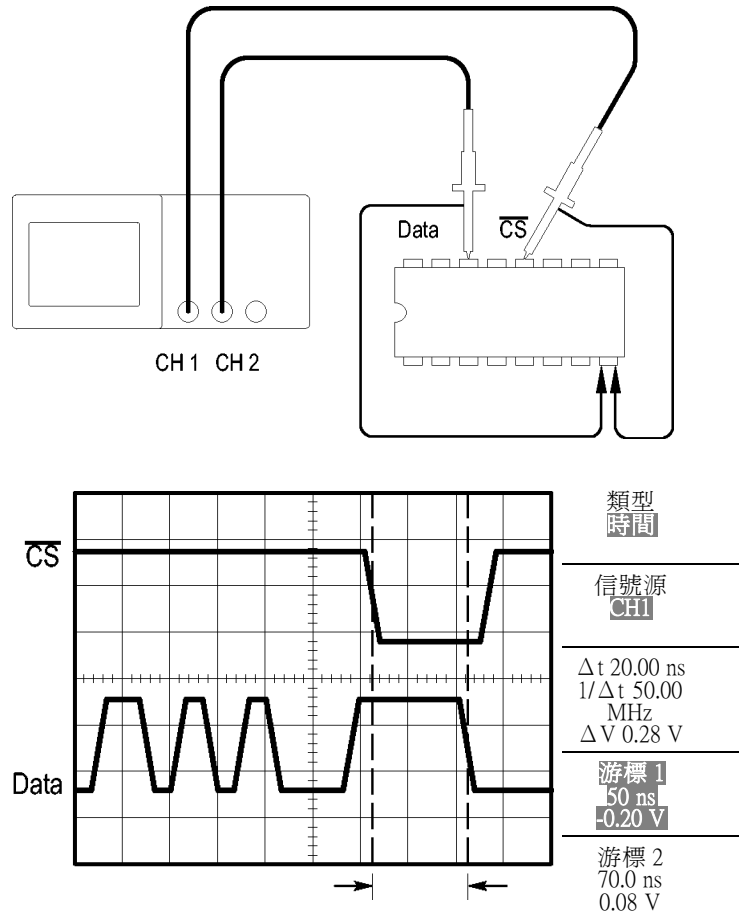 Data
CS
CH 1 CH 2
CS
Data
類型
時間
信號源
CH1
Δt 20.00 ns
1/Δt 50.00
MHz
ΔV 0.28 V
游標 1
50 ns
-0.20 V
游標 2
70.0 ns
0.08 V